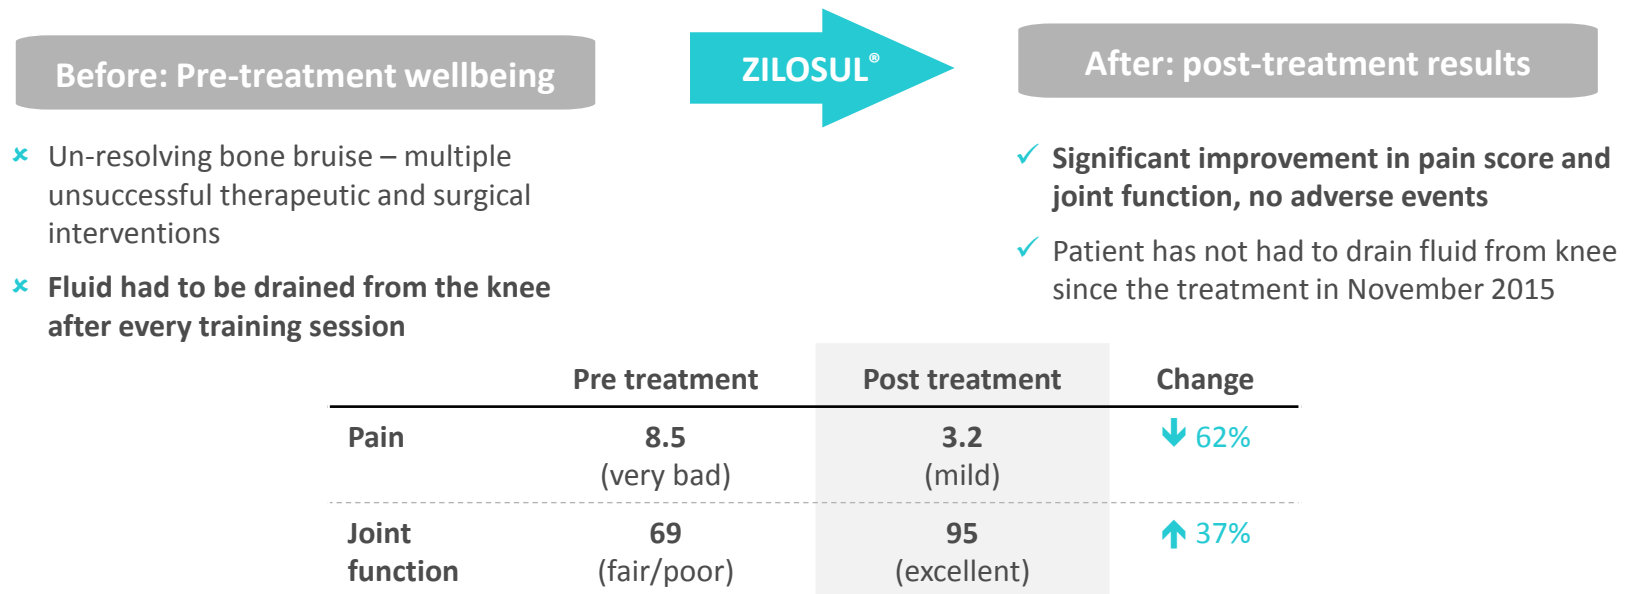 Before: Pre-treatment wellbeing
ZILOSUL®
After: post-treatment results
× Un-resolving bone bruise – multiple
unsuccessful therapeutic and surgical
interventions
× Fluid had to be drained from the knee
after every training session
✓ Significant improvement in pain score and
joint function, no adverse events
✓ Patient has not had to drain fluid from knee
since the treatment in November 2015
Pre treatment Post treatment Change
Pain 8.5 3.2 ↓ 62%
(very bad) (mild)
Joint 69 95 ↑ 37%
function (fair/poor) (excellent)